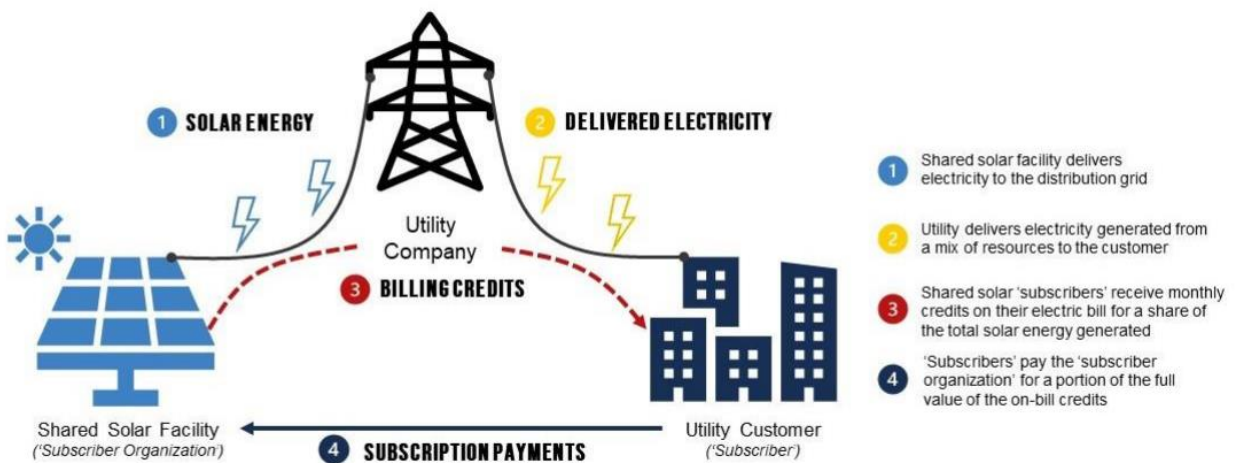 1 SOLAR ENERGY
2 DELIVERED ELECTRICITY
Utility
Company
3 BILLING CREDITS
Shared Solar Facility
('Subscriber Organization')
4 SUBSCRIPTION PAYMENTS
Utility Customer
('Subscriber')
1 Shared solar facility delivers
electricity to the distribution grid
2 Utility delivers electricity generated from
a mix of resources to the customer
3 Shared solar 'subscribers' receive monthly
credits on their electric bill for a share of
the total solar energy generated
4 'Subscribers' pay the 'subscriber
organization' for a portion of the full
value of the on-bill credits